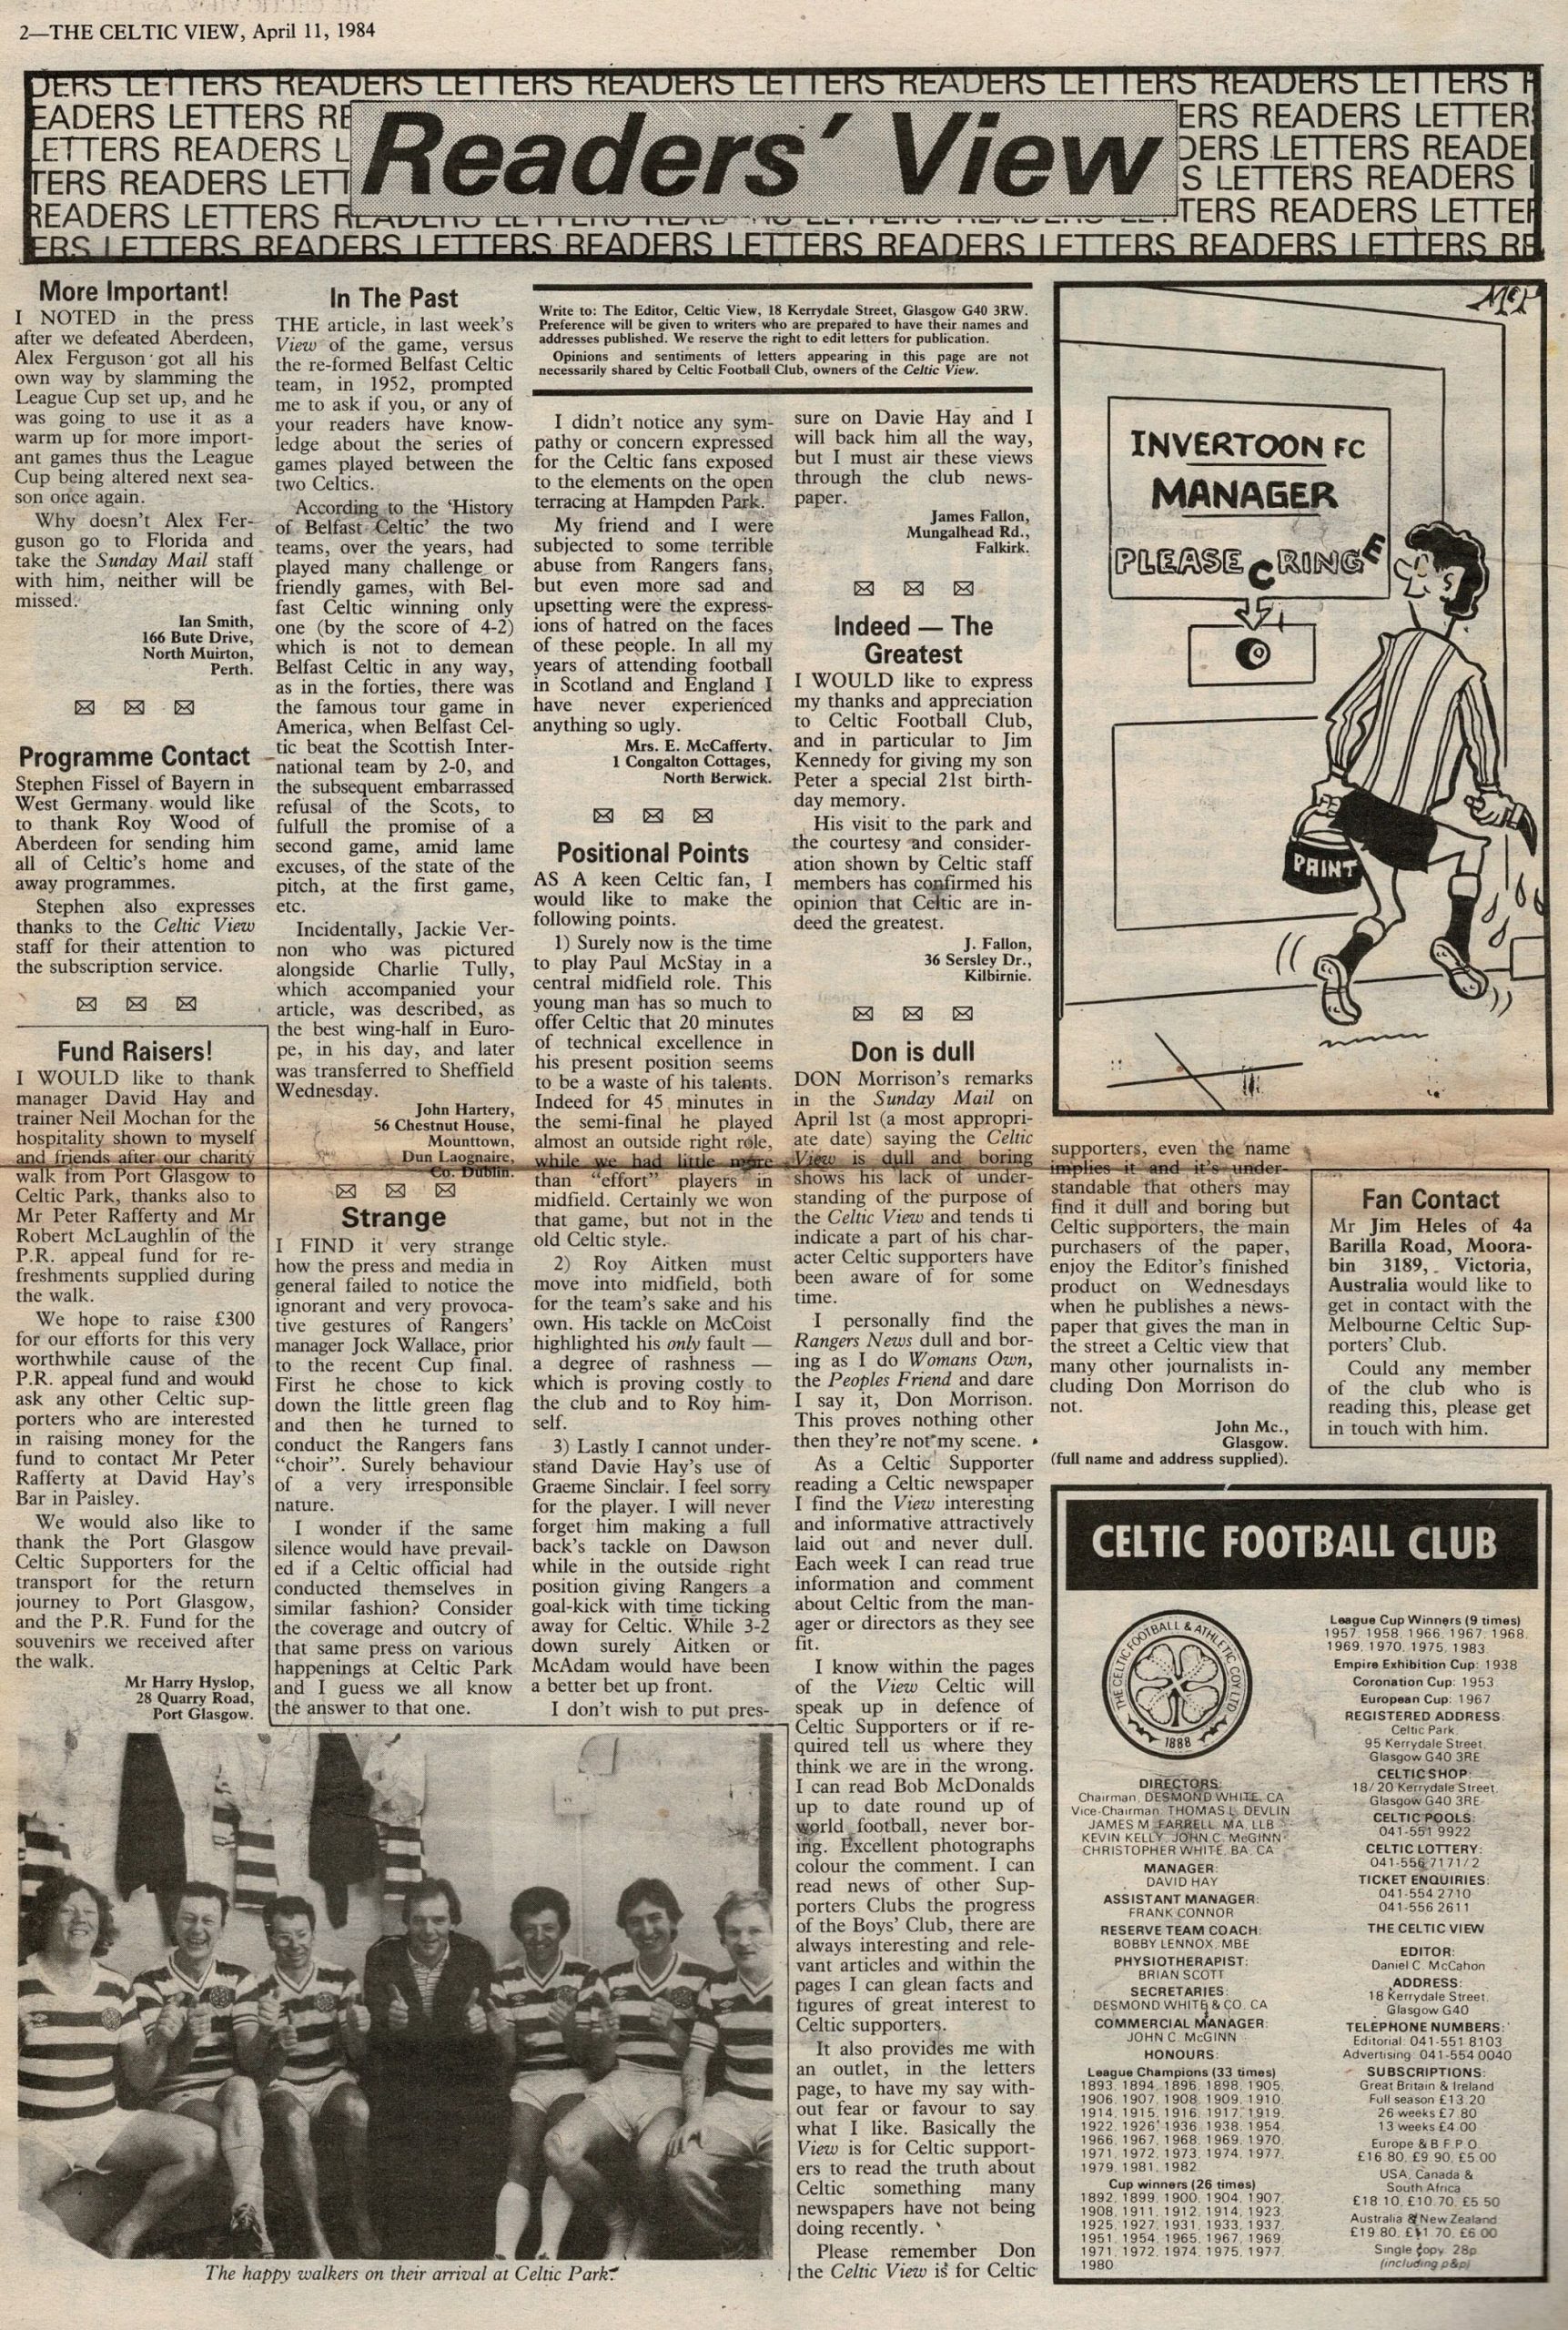 2—THE CELTIC VIEW, April 11, 1984
DERS LETTERS READERS LETTERS READERS LETTERS READERS LETTERS READERS LETTERS R
EADERS LETTERS RE
ERS READERS LETTER
LETTERS READERS L
DERS LETTERS READE
TERS READERS LETT
S LETTERS READERS
READERS LETTERS
TERS READERS LETTER
ERS LETTERS READERS LETTERS READERS LETTERS READERS LETTERS READERS LETTERS RE
Readers' View
More Important!
I NOTED in the press
after we defeated Aberdeen,
Alex Ferguson got all his
own way by slamming the
League Cup set up, and he
was going to use it as a
warm up for more import-
ant games thus the League
Cup being altered next sea-
son once again.
Why doesn't Alex Fer-
guson go to Florida and
take the Sunday Mail staff
with him, neither will be
missed.
Ian Smith,
166 Bute Drive,
North Muirton,
Perth.
Programme Contact
Stephen Fissel of Bayern in
West Germany would like
to thank Roy Wood of
Aberdeen for sending him
all of Celtic's home and
away programmes.
Stephen also expresses
thanks to the Celtic View
staff for their attention to
the subscription service.
Fund Raisers!
I WOULD like to thank
manager David Hay and
trainer Neil Mochan for the
hospitality shown to myself
and friends after our charity
walk from Port Glasgow to
Celtic Park, thanks also to
Mr Peter Rafferty and Mr
Robert McLaughlin of the
P.R. appeal fund for re-
freshments supplied during
the walk.
We hope to raise £300
for our efforts for this very
worthwhile cause of the
P.R. appeal fund and would
ask any other Celtic sup-
porters who are interested
in raising money for the
fund to contact Mr Peter
Rafferty at David Hay's
Bar in Paisley.
We would also like to
thank the Port Glasgow
Celtic Supporters for the
transport for the return
journey to Port Glasgow,
and the P.R. Fund for the
souvenirs we received after
the walk.
Mr Harry Hyslop,
28 Quarry Road,
Port Glasgow.
In The Past
THE article, in last week's
View of the game, versus
the re-formed Belfast Celtic
team, in 1952, prompted
me to ask if you, or any of
your readers have know-
ledge about the series of
games played between the
two Celtics.
According to the 'History
of Belfast Celtic' the two
teams, over the years, had
played many challenge or
friendly games, with Bel-
fast Celtic winning only
one (by the score of 4-2)
which is not to demean
Belfast Celtic in any way,
as in the forties, there was
the famous tour game in
America, when Belfast Cel-
tic beat the Scottish Inter-
national team by 2-0, and
the subsequent embarrassed
refusal of the Scots, to
fulfull the promise of a
second game, amid lame
excuses, of the state of the
pitch, at the first game,
etc.
Incidentally, Jackie Ver-
non who was pictured
alongside Charlie Tully,
which accompanied your
article, was described, as
the best wing-half in Euro-
pe, in his day, and later
was transferred to Sheffield
Wednesday.
John Hartery,
56 Chestnut House,
Mounttown,
Dun Laognaire,
Co. Dublin.
Strange
I FIND it very strange
how the press and media in
general failed to notice the
ignorant and very provoca-
tive gestures of Rangers'
manager Jock Wallace, prior
to the recent Cup final.
First he chose to kick
down the little green flag
and then he turned to
conduct the Rangers fans
"choir". Surely behaviour
of a very irresponsible
nature.
I wonder if the same
silence would have prevail-
ed if a Celtic official had
conducted themselves in
similar fashion? Consider
the coverage and outcry of
that same press on various
happenings at Celtic Park
and I guess we all know
the answer to that one.
Write to: The Editor, Celtic View, 18 Kerrydale Street, Glasgow G40 3RW.
Preference will be given to writers who are prepared to have their names and
addresses published. We reserve the right to edit letters for publication.
Opinions and sentiments of letters appearing in this page are not
necessarily shared by Celtic Football Club, owners of the Celtic View.
I didn't notice any sym-
pathy or concern expressed
for the Celtic fans exposed
to the elements on the open
terracing at Hampden Park.
My friend and I were
subjected to some terrible
abuse from Rangers fans,
but even more sad and
upsetting were the express-
ions of hatred on the faces
of these people. In all my
years of attending football
in Scotland and England I
have never experienced
anything so ugly.
Mrs. E. McCafferty,
1 Congalton Cottages,
North Berwick.
Positional Points
AS A keen Celtic fan, I
would like to make the
following points.
1) Surely now is the time
to play Paul McStay in a
central midfield role. This
young man has so much to
offer Celtic that 20 minutes
of technical excellence in
his present position seems
to be a waste of his talents.
Indeed for 45 minutes in
the semi-final he played
almost an outside right role,
while we had little more
than "effort" players in
midfield. Certainly we won
that game, but not in the
old Celtic style.
2) Roy Aitken must
move into midfield, both
for the team's sake and his
own. His tackle on McCoist
highlighted his only fault —
a degree of rashness —
which is proving costly to
the club and to Roy him-
self.
3) Lastly I cannot under-
stand Davie Hay's use of
Graeme Sinclair. I feel sorry
for the player. I will never
forget him making a full
back's tackle on Dawson
while in the outside right
position giving Rangers a
goal-kick with time ticking
away for Celtic. While 3-2
down surely Aitken or
McAdam would have been
a better bet up front.
I don't wish to put pres-
sure on Davie Hay and I
will back him all the way,
but I must air these views
through the club news-
paper.
James Fallon,
Mungalhead Rd.,
Falkirk.
Indeed — The
Greatest
I WOULD like to express
my thanks and appreciation
to Celtic Football Club,
and in particular to Jim
Kennedy for giving my son
Peter a special 21st birth-
day memory.
His visit to the park and
the courtesy and consider-
ation shown by Celtic staff
members has confirmed his
opinion that Celtic are in-
deed the greatest.
J. Fallon,
36 Sersley Dr.,
Kilbirnie.
Don is dull
DON Morrison's remarks
in the Sunday Mail on
April 1st (a most appropri-
ate date) saying the Celtic
View is dull and boring
shows his lack of under-
standing of the purpose of
the Celtic View and tends ti
indicate a part of his char-
acter Celtic supporters have
been aware of for some
time.
I personally find the
Rangers News dull and bor-
ing as I do Womans Own,
the Peoples Friend and dare
I say it, Don Morrison.
This proves nothing other
then they're not my scene.
As a Celtic Supporter
reading a Celtic newspaper
I find the View interesting
and informative attractively
laid out and never dull.
Each week I can read true
information and comment
about Celtic from the man-
ager or directors as they see
fit.
I know within the pages
of the View Celtic will
speak up in defence of
Celtic Supporters or if re-
quired tell us where they
think we are in the wrong.
I can read Bob McDonalds
up to date round up of
world football, never bor-
ing. Excellent photographs
colour the comment. I can
read news of other Sup-
porters Clubs the progress
of the Boys' Club, there are
always interesting and rele-
vant articles and within the
pages I can glean facts and
figures of great interest to
Celtic supporters.
It also provides me with
an outlet, in the letters
page, to have my say with-
out fear or favour to say
what I like. Basically the
View is for Celtic support-
ers to read the truth about
Celtic something many
newspapers have not being
doing recently.
Please remember Don
the Celtic View is for Celtic
supporters, even the name
implies it and it's under-
standable that others may
find it dull and boring but
Celtic supporters, the main
purchasers of the paper,
enjoy the Editor's finished
product on Wednesdays
when he publishes a news-
paper that gives the man in
the street a Celtic view that
many other journalists in-
cluding Don Morrison do
not.
John Mc.,
Glasgow.
(full name and address supplied).
INVERTOON FC
MANAGER
PLEASE CRINGE
PAINT
Fan Contact
Mr Jim Heles of 4a
Barilla Road, Moora-
bin 3189, Victoria,
Australia would like to
get in contact with the
Melbourne Celtic Sup-
porters' Club.
Could any member
of the club who is
reading this, please get
in touch with him.
The happy walkers on their arrival at Celtic Park.
CELTIC FOOTBALL CLUB
THE CELTIC FOOTBALL & ATHLETIC COY LTD
1888
DIRECTORS:
Chairman, DESMOND WHITE, CA
Vice-Chairman, THOMAS L. DEVLIN
JAMES M. FARRELL, MA, LLB
KEVIN KELLY, JOHN C. McGINN
CHRISTOPHER WHITE, BA, CA
MANAGER:
DAVID HAY
ASSISTANT MANAGER:
FRANK CONNOR
RESERVE TEAM COACH:
BOBBY LENNOX, MBE
PHYSIOTHERAPIST:
BRIAN SCOTT
SECRETARIES:
DESMOND WHITE & CO. CA
COMMERCIAL MANAGER:
JOHN C. McGINN
HONOURS:
League Champions (33 times)
1893, 1894, 1896, 1898, 1905,
1906, 1907, 1908, 1909, 1910,
1914, 1915, 1916, 1917, 1919,
1922, 1926, 1936, 1938, 1954,
1966, 1967, 1968, 1969, 1970,
1971, 1972, 1973, 1974, 1977,
1979, 1981, 1982.
Cup winners (26 times)
1892, 1899, 1900, 1904, 1907,
1908, 1911, 1912, 1914, 1923,
1925, 1927, 1931, 1933, 1937,
1951, 1954, 1965, 1967, 1969,
1971, 1972, 1974, 1975, 1977,
1980
League Cup Winners (9 times)
1957, 1958, 1966, 1967, 1968,
1969, 1970, 1975, 1983.
Empire Exhibition Cup: 1938
Coronation Cup: 1953
European Cup: 1967
REGISTERED ADDRESS:
Celtic Park,
95 Kerrydale Street,
Glasgow G40 3RE
CELTIC SHOP:
18/20 Kerrydale Street,
Glasgow G40 3RE
CELTIC POOLS:
041-551 9922
CELTIC LOTTERY:
041-556 7171/2
TICKET ENQUIRIES:
041-554 2710
041-556 2611
THE CELTIC VIEW
EDITOR:
Daniel C. McCahon
ADDRESS:
18 Kerrydale Street,
Glasgow G40
TELEPHONE NUMBERS:
Editorial: 041-551 8103
Advertising: 041-554 0040
SUBSCRIPTIONS:
Great Britain & Ireland
Full season £13.20
26 weeks £7.80
13 weeks £4.00
Europe & B.F.P.O.
£16.80, £9.90, £5.00
USA, Canada &
South Africa
£18.10, £10.70, £5.50
Australia & New Zealand
£19.80, £11.70, £6.00
Single copy 28p
(including p&p)